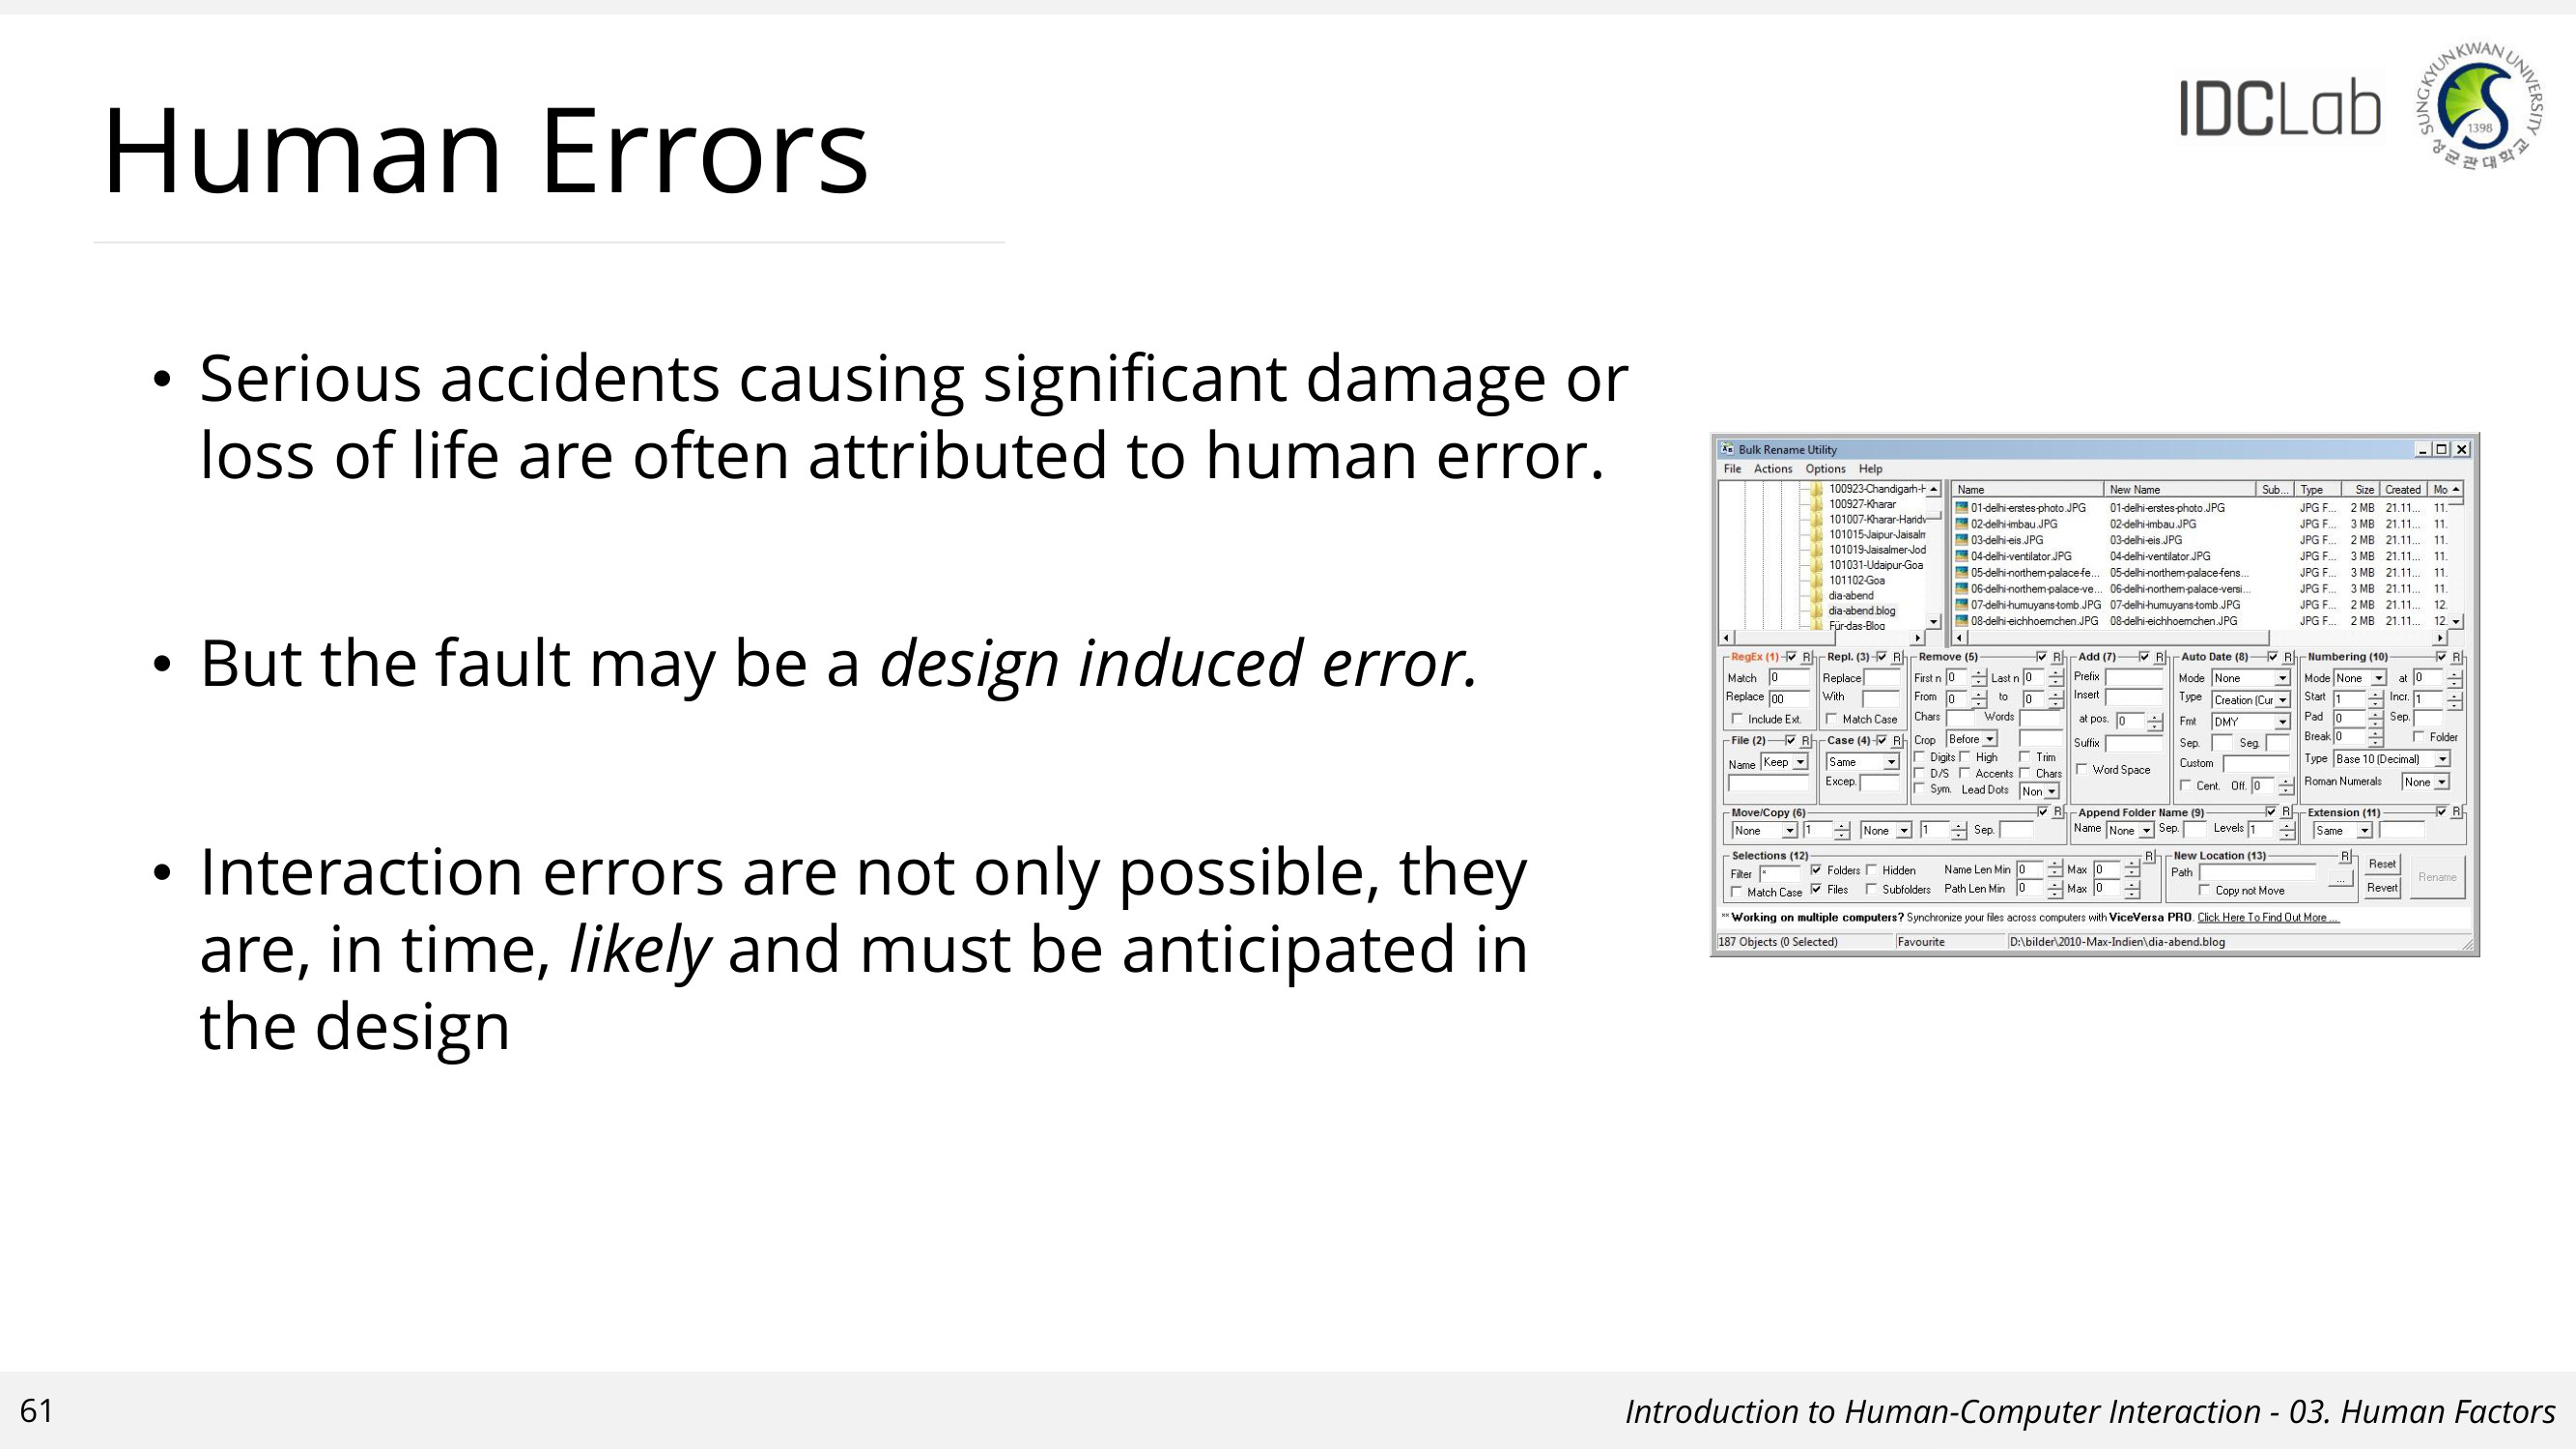 Human Errors
IDCLab
SUNGKYUNKWAN UNIVERSITY
1398
성균관대학교
• Serious accidents causing significant damage or
loss of life are often attributed to human error.
• But the fault may be a design induced error.
• Interaction errors are not only possible, they
are, in time, likely and must be anticipated in
the design
Bulk Rename Utility
File Actions Options Help
100923-Chandigarh-H
100927-Kharar
101007-Kharar-Haridw
101015-Jaipur-Jaisalm
101019-Jaisalmer-Jod
101031-Udaipur-Goa
101102-Goa
dia-abend
dia-abend.blog
Für-das-Blog
Name New Name Sub... Type Size Created Mo
01-delhi-erstes-photo.JPG 01-delhi-erstes-photo.JPG JPG F... 2 MB 21.11... 11.
02-delhi-imbau.JPG 02-delhi-imbau.JPG JPG F... 3 MB 21.11... 11.
03-delhi-eis.JPG 03-delhi-eis.JPG JPG F... 2 MB 21.11... 11.
04-delhi-ventilator.JPG 04-delhi-ventilator.JPG JPG F... 3 MB 21.11... 11.
05-delhi-northern-palace-fe... 05-delhi-northern-palace-fens... JPG F... 3 MB 21.11... 11.
06-delhi-northern-palace-ve... 06-delhi-northern-palace-versi... JPG F... 3 MB 21.11... 11.
07-delhi-humuyans-tomb.JPG 07-delhi-humuyans-tomb.JPG JPG F... 2 MB 21.11... 12.
08-delhi-eichhoernchen.JPG 08-delhi-eichhoernchen.JPG JPG F... 2 MB 21.11... 12.
RegEx (1) R Repl. (3) R Remove (5) R Add (7) R Auto Date (8) R Numbering (10) R
Match 0 Replace First n 0 Last n 0 Prefix Mode None Mode None at 0
Replace 00 With From 0 to 0 Insert Type Creation (Cur Start 1 Incr. 1
Include Ext. Match Case Chars Words at pos. 0 Fmt DMY Pad 0 Sep.
File (2) R Case (4) R Crop Before Suffix Sep. Seg. Break 0 Folder
Name Keep Same Digits High Trim Word Space Custom Type Base 10 (Decimal)
Excep. D/S Accents Chars Cent. Off. 0 Roman Numerals None
Sym. Lead Dots Non
Move/Copy (6) R Append Folder Name (9) R Extension (11) R
None 1 None 1 Sep. Name None Sep. Levels 1 Same
Selections (12) R New Location (13) R Reset
Filter * Folders Hidden Name Len Min 0 Max 0 Path Rename
Match Case Files Subfolders Path Len Min 0 Max 0 Copy not Move ... Revert
** Working on multiple computers? Synchronize your files across computers with ViceVersa PRO. Click Here To Find Out More ...
187 Objects (0 Selected) Favourite D:\bilder\2010-Max-Indien\dia-abend.blog
61
Introduction to Human-Computer Interaction - 03. Human Factors